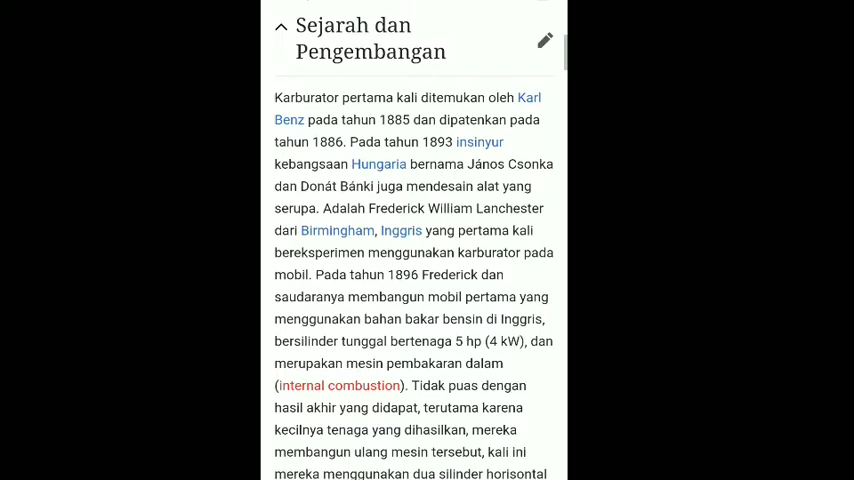 Sejarah dan
Pengembangan
Karburator pertama kali ditemukan oleh Karl
Benz pada tahun 1885 dan dipatenkan pada
tahun 1886. Pada tahun 1893 insinyur
kebangsaan Hungaria bernama János Csonka
dan Donát Bánki juga mendesain alat yang
serupa. Adalah Frederick William Lanchester
dari Birmingham, Inggris yang pertama kali
bereksperimen menggunakan karburator pada
mobil. Pada tahun 1896 Frederick dan
saudaranya membangun mobil pertama yang
menggunakan bahan bakar bensin di Inggris,
bersilinder tunggal bertenaga 5 hp (4 kW), dan
merupakan mesin pembakaran dalam
(internal combustion). Tidak puas dengan
hasil akhir yang didapat, terutama karena
kecilnya tenaga yang dihasilkan, mereka
membangun ulang mesin tersebut, kali ini
mereka menggunakan dua silinder horisontal